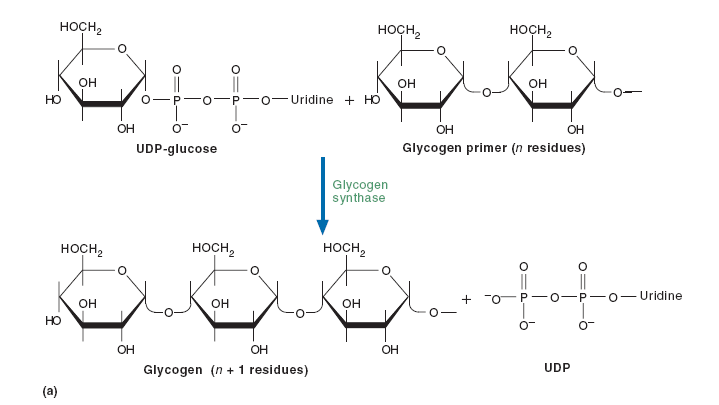 HOCH2 HOCH2 HOCH2
O O O
OH O O OH OH
HO O—P—O—P—O—Uridine + HO O O—
OH O− O− OH OH
UDP-glucose Glycogen primer (n residues)
Glycogen
synthase
HOCH2 HOCH2 HOCH2
O O O O O
OH OH OH + −O—P—O—P—O—Uridine
HO O O O— O− O−
OH OH OH
Glycogen (n + 1 residues) UDP
(a)